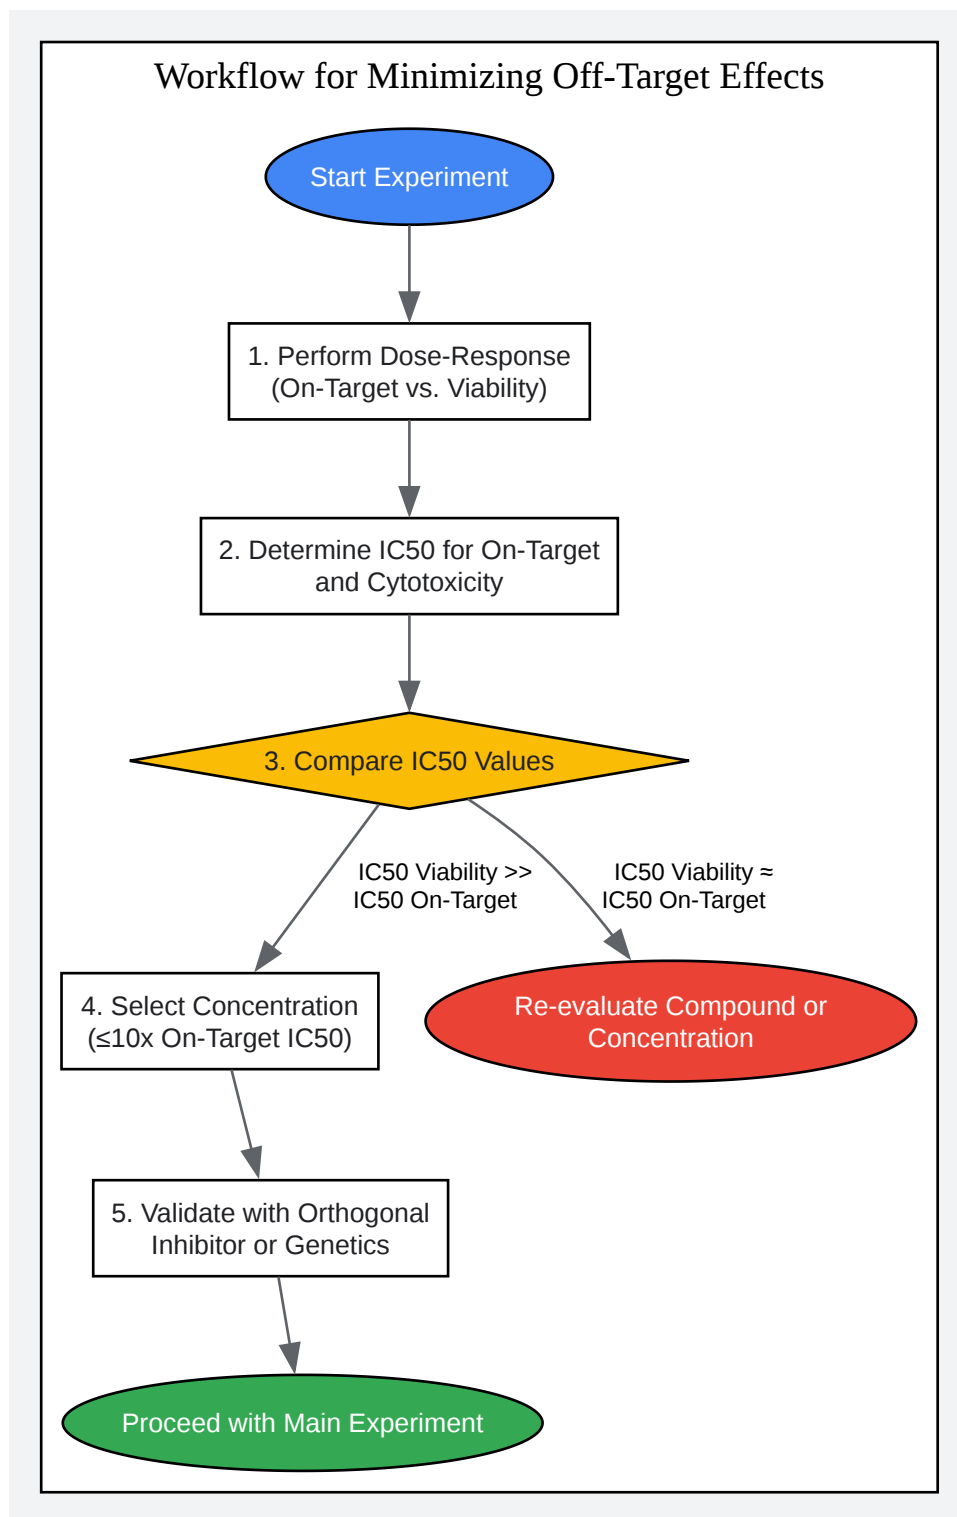 Workflow for Minimizing Off-Target Effects
Start Experiment
1. Perform Dose-Response
(On-Target vs. Viability)
2. Determine IC50 for On-Target
and Cytotoxicity
3. Compare IC50 Values
IC50 Viability >>
IC50 On-Target
IC50 Viability ≈
IC50 On-Target
4. Select Concentration
(≤10x On-Target IC50)
Re-evaluate Compound or
Concentration
5. Validate with Orthogonal
Inhibitor or Genetics
Proceed with Main Experiment